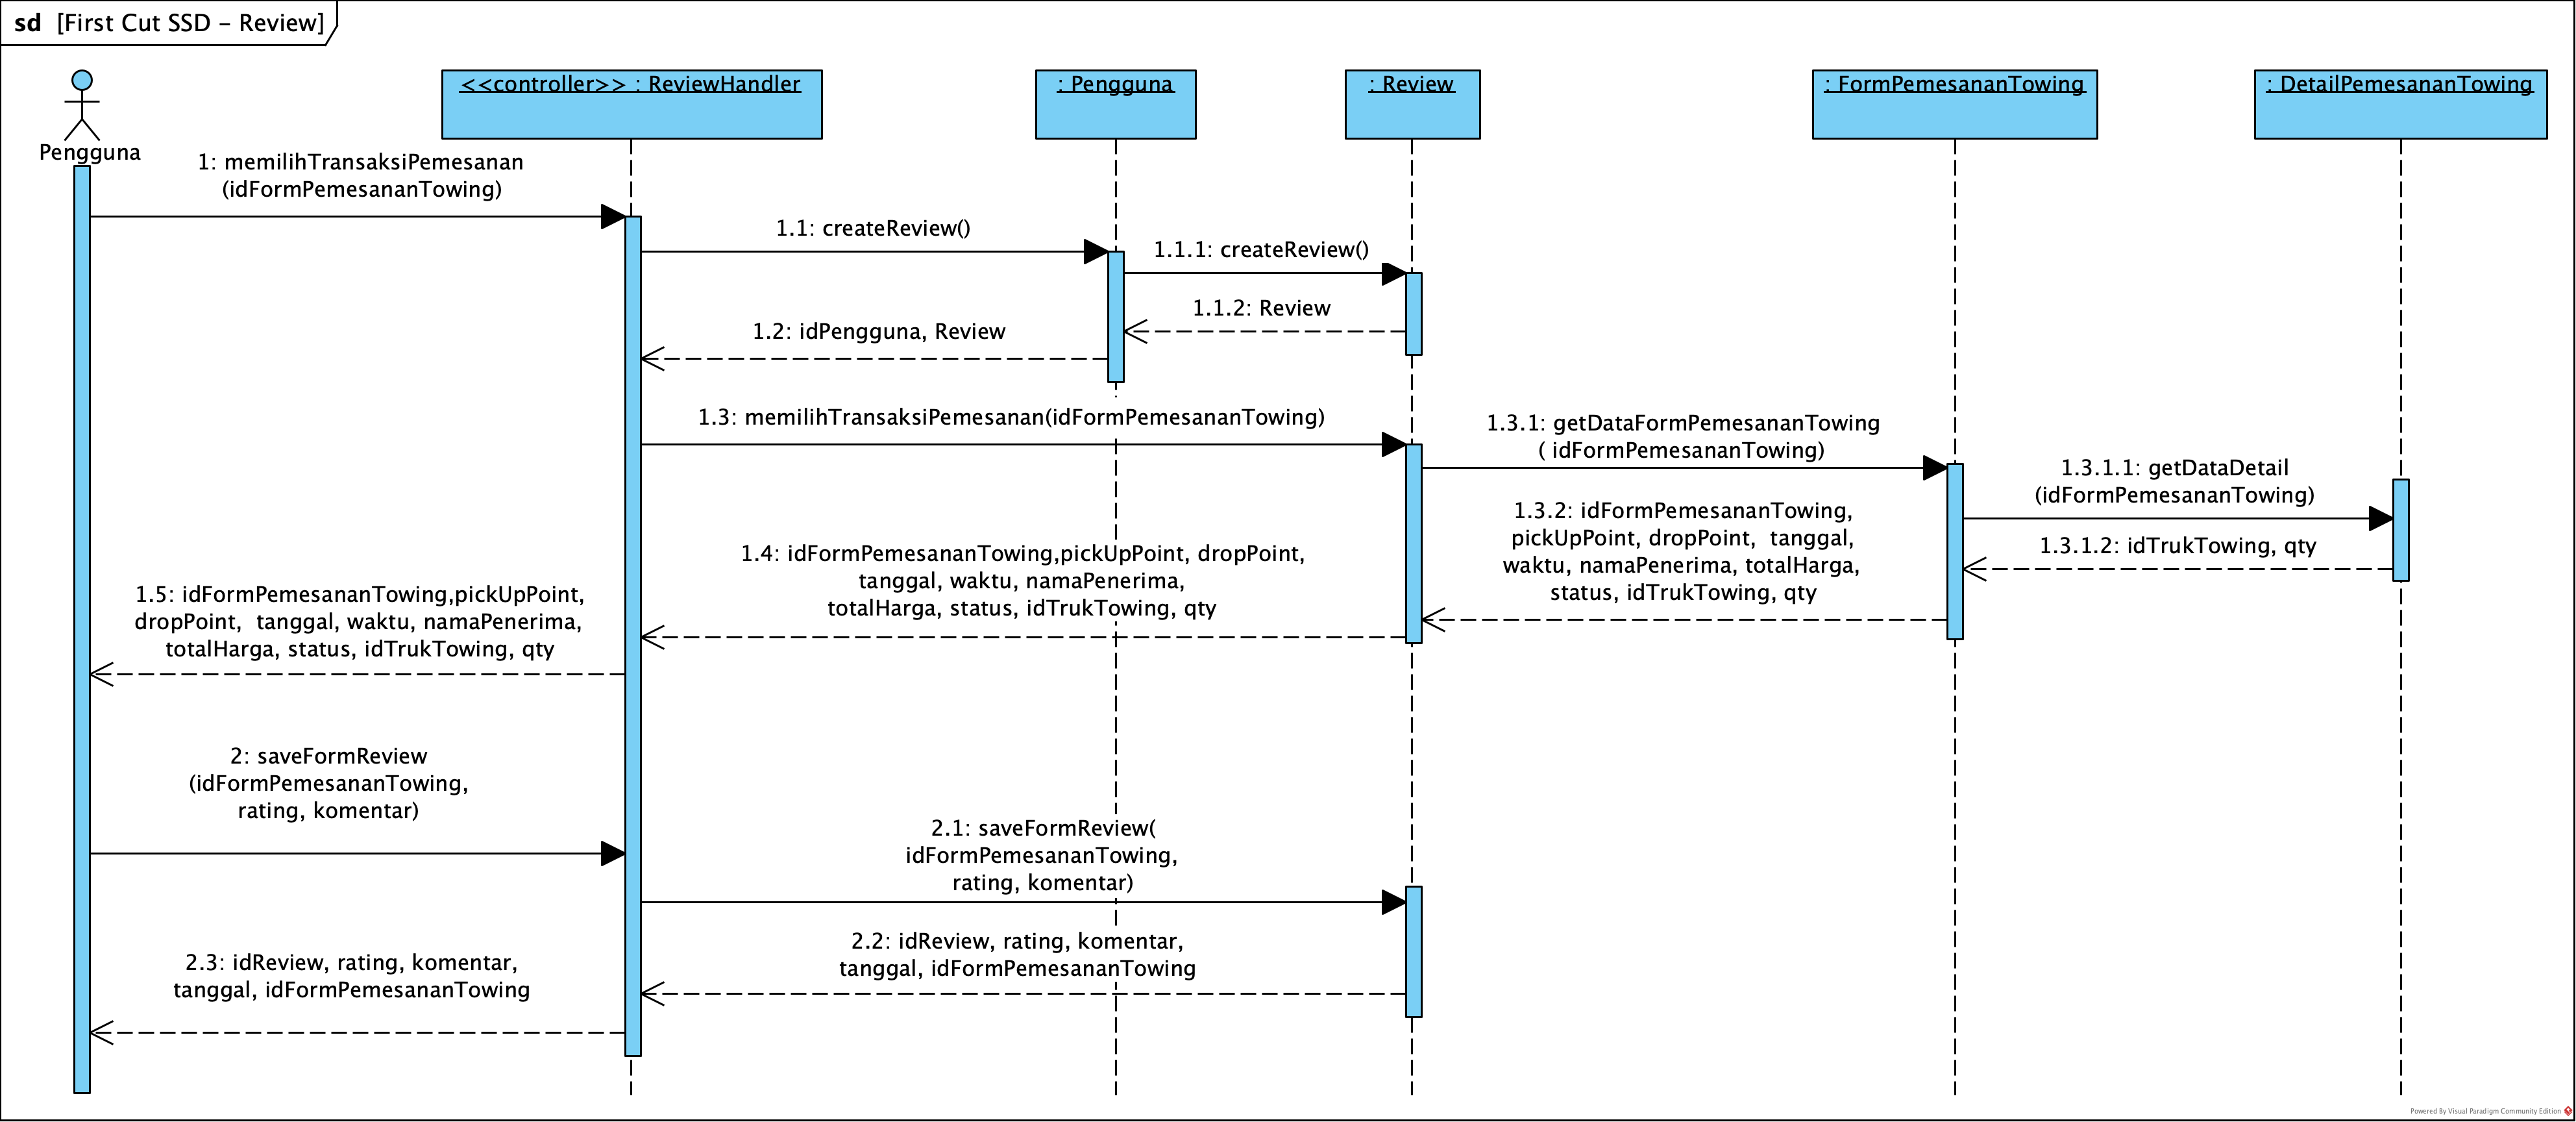 sd [First Cut SSD - Review]
<<controller>> : ReviewHandler
: Pengguna
: Review
: FormPemesananTowing
: DetailPemesananTowing
Pengguna
1: memilihTransaksiPemesanan
(idFormPemesananTowing)
1.1: createReview()
1.1.1: createReview()
1.1.2: Review
1.2: idPengguna, Review
1.3: memilihTransaksiPemesanan(idFormPemesananTowing)
1.3.1: getDataFormPemesananTowing
( idFormPemesananTowing)
1.3.1.1: getDataDetail
(idFormPemesananTowing)
1.3.1.2: idTrukTowing, qty
1.3.2: idFormPemesananTowing,
pickUpPoint, dropPoint,  tanggal,
waktu, namaPenerima, totalHarga,
status, idTrukTowing, qty
1.4: idFormPemesananTowing,pickUpPoint, dropPoint,
tanggal, waktu, namaPenerima,
totalHarga, status, idTrukTowing, qty
1.5: idFormPemesananTowing,pickUpPoint,
dropPoint,  tanggal, waktu, namaPenerima,
totalHarga, status, idTrukTowing, qty
2: saveFormReview
(idFormPemesananTowing,
rating, komentar)
2.1: saveFormReview(
idFormPemesananTowing,
rating, komentar)
2.2: idReview, rating, komentar,
tanggal, idFormPemesananTowing
2.3: idReview, rating, komentar,
tanggal, idFormPemesananTowing
Powered By Visual Paradigm Community Edition